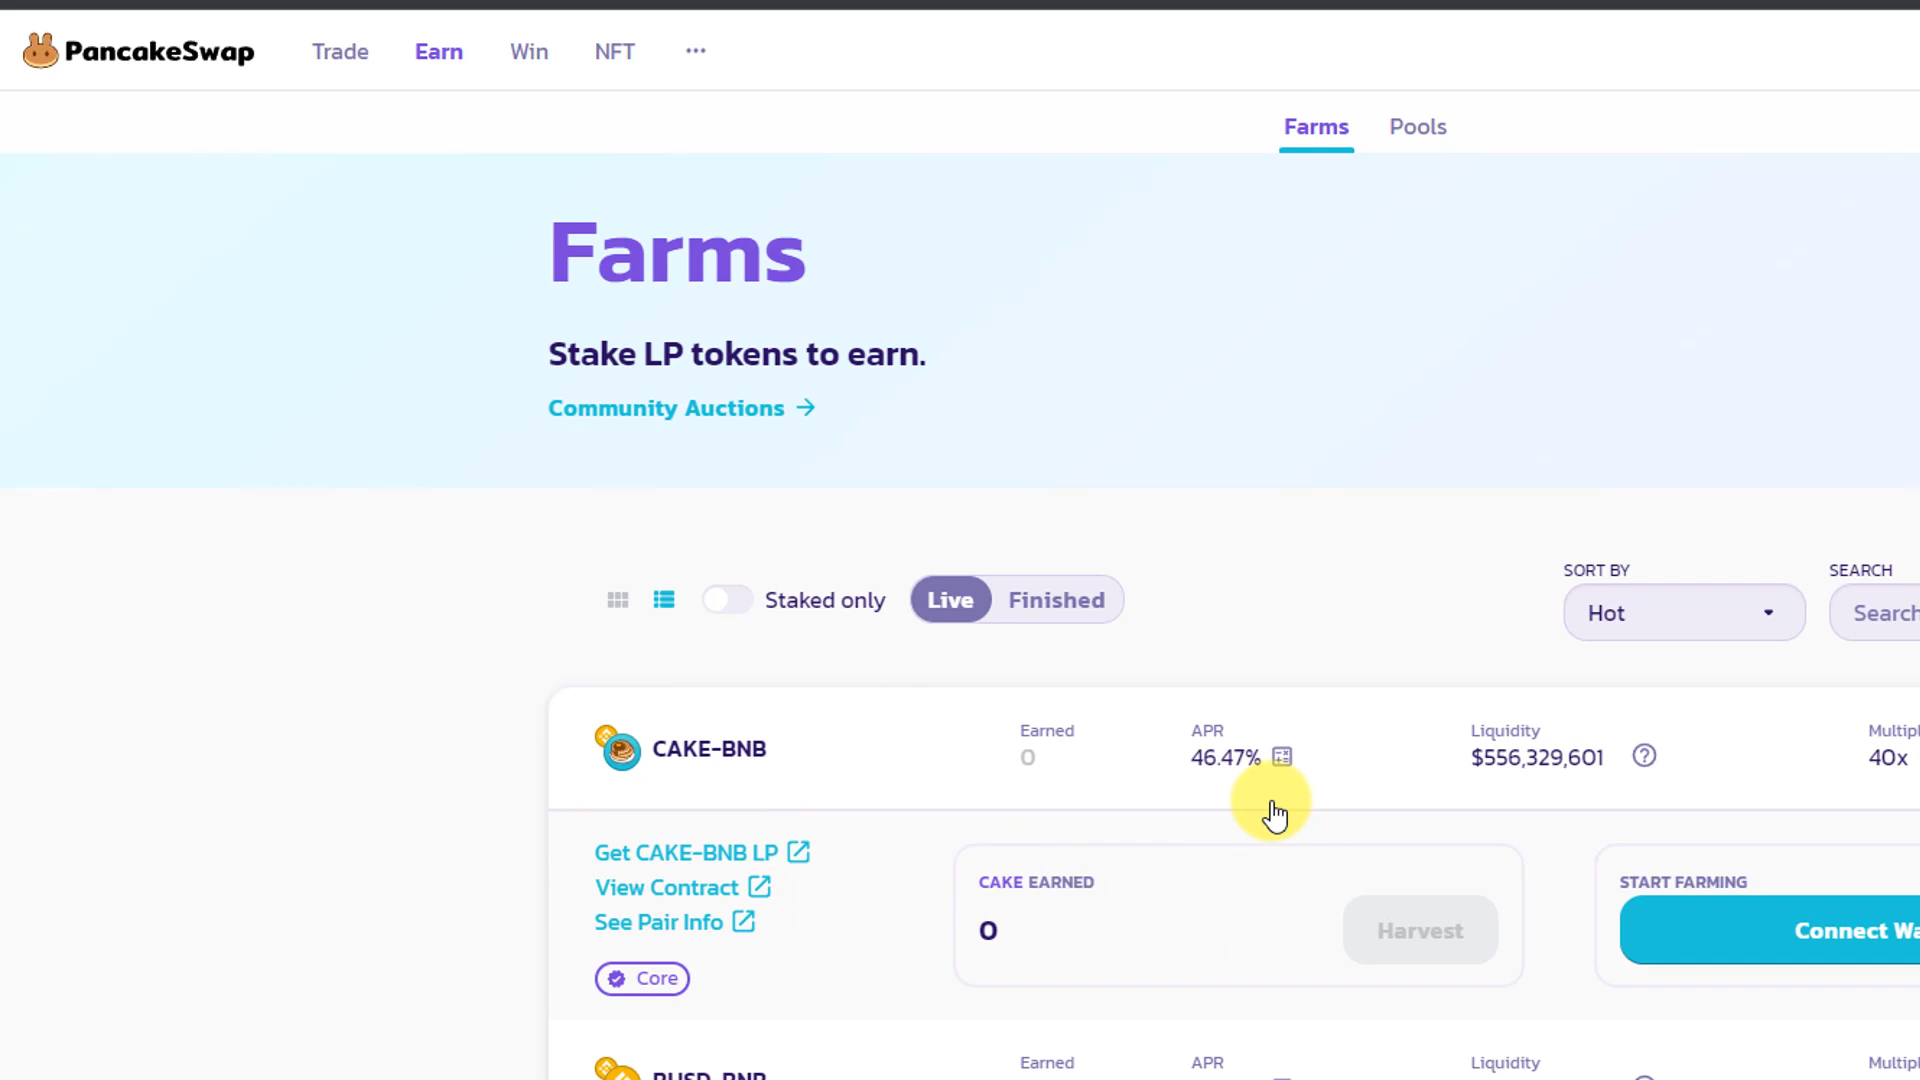 PancakeSwap Trade Earn Win NFT ...
Farms Pools
Farms
Stake LP tokens to earn.
Community Auctions →
SORT BY SEARCH
Staked only Live Finished Hot Search
CAKE-BNB
Earned APR Liquidity
0 46.47% $556,329,601 40x
Get CAKE-BNB LP
View Contract
See Pair Info
Core
CAKE EARNED
0 Harvest
START FARMING
Connect
Earned APR Liquidity